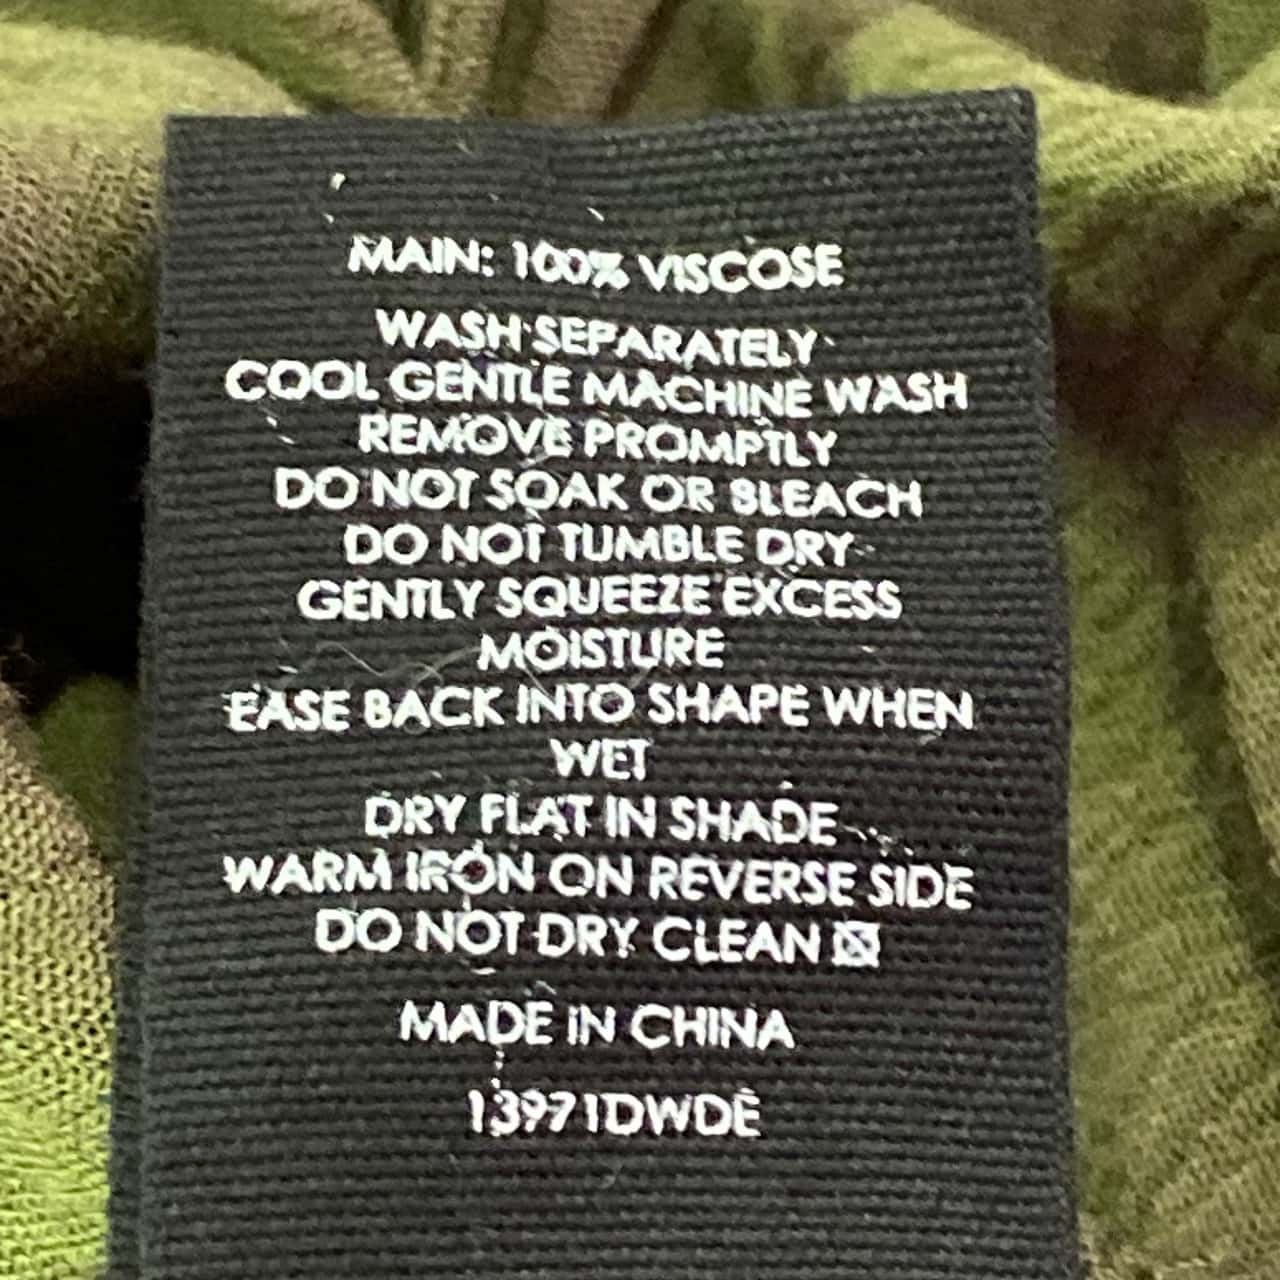 MAIN: 100% VISCOSE
WASH SEPARATELY
COOL GENTLE MACHINE WASH
REMOVE PROMPTLY
DO NOT SOAK OR BLEACH
DO NOT TUMBLE DRY
GENTLY SQUEEZE EXCESS
MOISTURE
EASE BACK INTO SHAPE WHEN
WET
DRY FLAT IN SHADE
WARM IRON ON REVERSE SIDE
DO NOT DRY CLEAN
MADE IN CHINA
13971DWDE